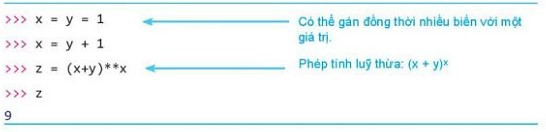 >>> x = y = 1
Có thể gán đồng thời nhiều biến với một
giá trị.
>>> x = y + 1
>>> z = (x+y)**x
Phép tính luỹ thừa: (x + y)ˣ
>>> z
9